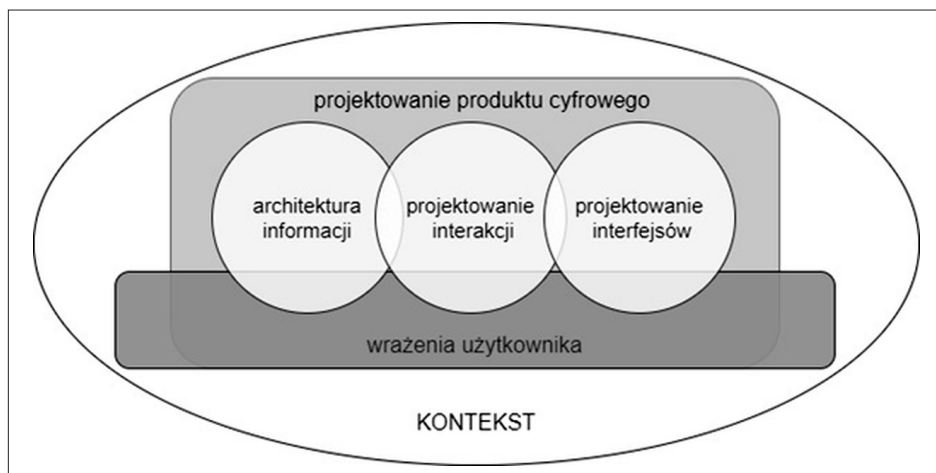 projektowanie produktu cyfrowego
architektura
informacji
projektowanie
interakcji
projektowanie
interfejsów
wrażenia użytkownika
KONTEKST